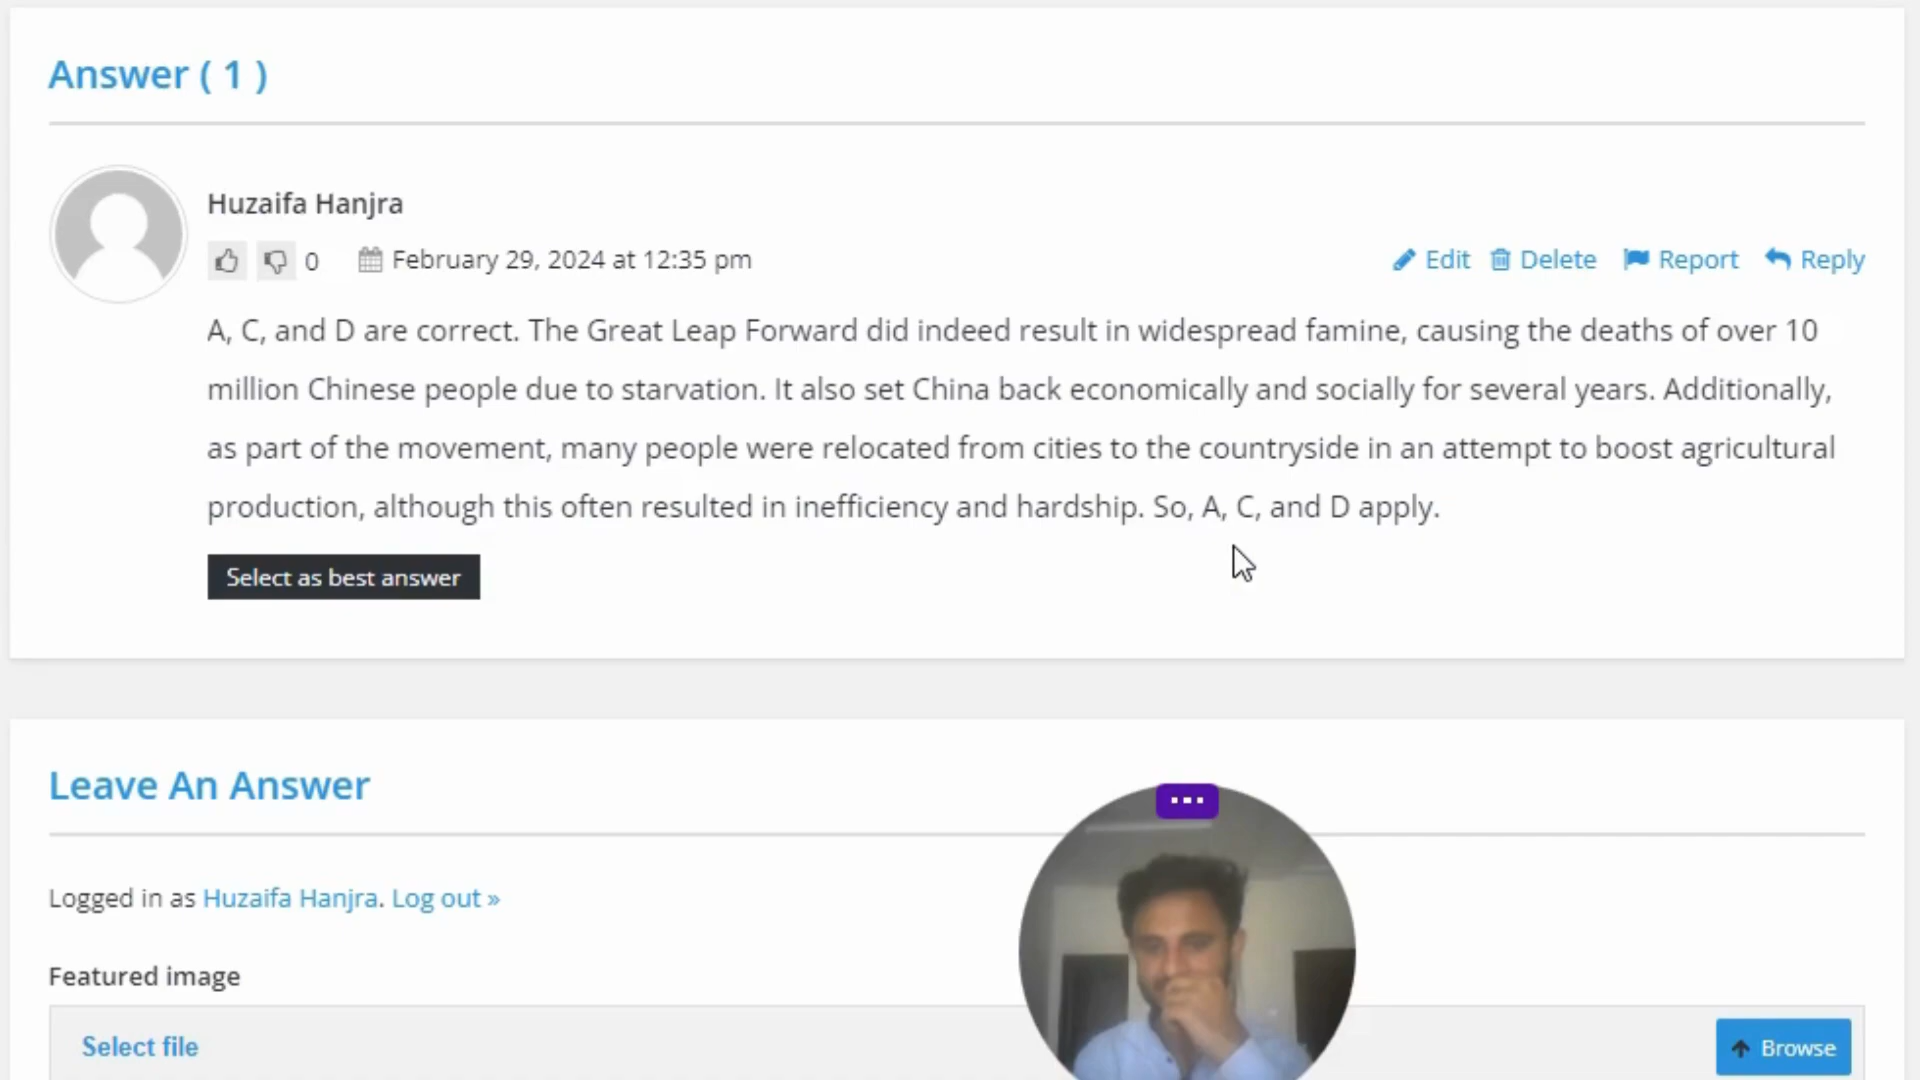 Answer ( 1 )
Huzaifa Hanjra
0 February 29, 2024 at 12:35 pm Edit Delete Report Reply
A, C, and D are correct. The Great Leap Forward did indeed result in widespread famine, causing the deaths of over 10
million Chinese people due to starvation. It also set China back economically and socially for several years. Additionally,
as part of the movement, many people were relocated from cities to the countryside in an attempt to boost agricultural
production, although this often resulted in inefficiency and hardship. So, A, C, and D apply.
Select as best answer
Leave An Answer
Logged in as Huzaifa Hanjra. Log out »
Featured image
Select file Browse